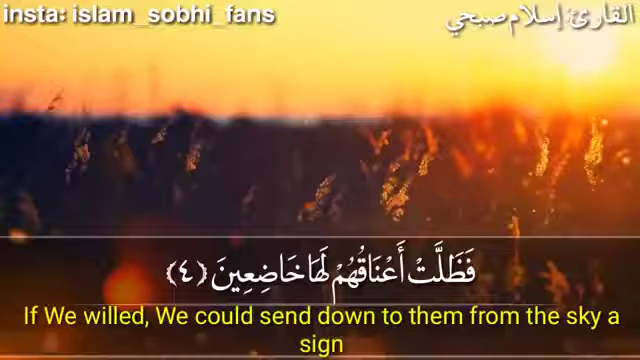 insta: islam_sobhi_fans
القارئ: إسلام صبحي
فَظَلَّتْ أَعْنَاقُهُمْ لَهَا خَاضِعِينَ ﴿٤﴾
If We willed, We could send down to them from the sky a
sign